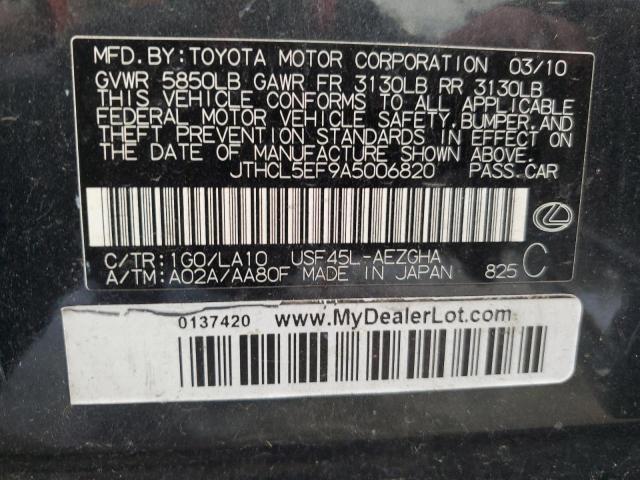 MFD.BY:TOYOTA MOTOR CORPORATION 03/10
GVWR 5850LB GAWR FR 3130LB RR 3130LB
THIS VEHICLE CONFORMS TO ALL APPLICABLE
FEDERAL MOTOR VEHICLE SAFETY,BUMPER,AND
THEFT PREVENTION STANDARDS IN EFFECT ON
THE DATE OF MANUFACTURE SHOWN ABOVE.
JTHCL5EF9A5006820 PASS.CAR
C/TR:1G0/LA10 USF45L-AEZGHA
A/TM:A02A/AA80F MADE IN JAPAN 825 C
0137420 www.MyDealerLot.com